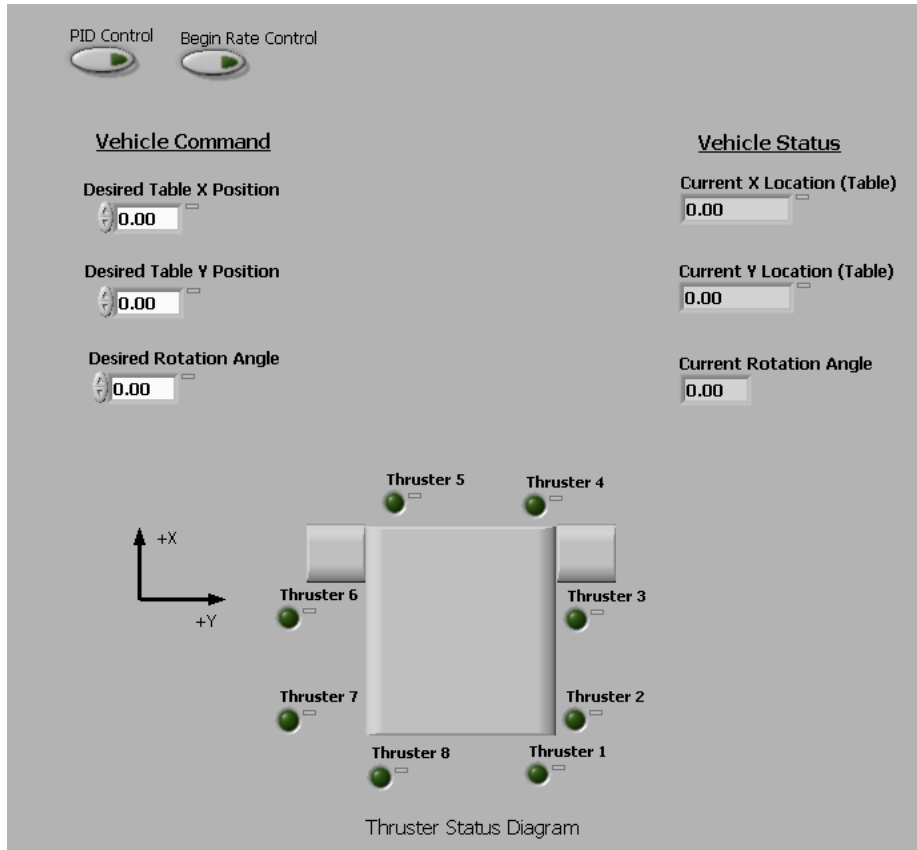 PID Control
Begin Rate Control
Vehicle Command
Vehicle Status
Desired Table X Position
0.00
Current X Location (Table)
0.00
Desired Table Y Position
0.00
Current Y Location (Table)
0.00
Desired Rotation Angle
0.00
Current Rotation Angle
0.00
Thruster 5
Thruster 4
+X
+Y
Thruster 6
Thruster 3
Thruster 7
Thruster 2
Thruster 8
Thruster 1
Thruster Status Diagram